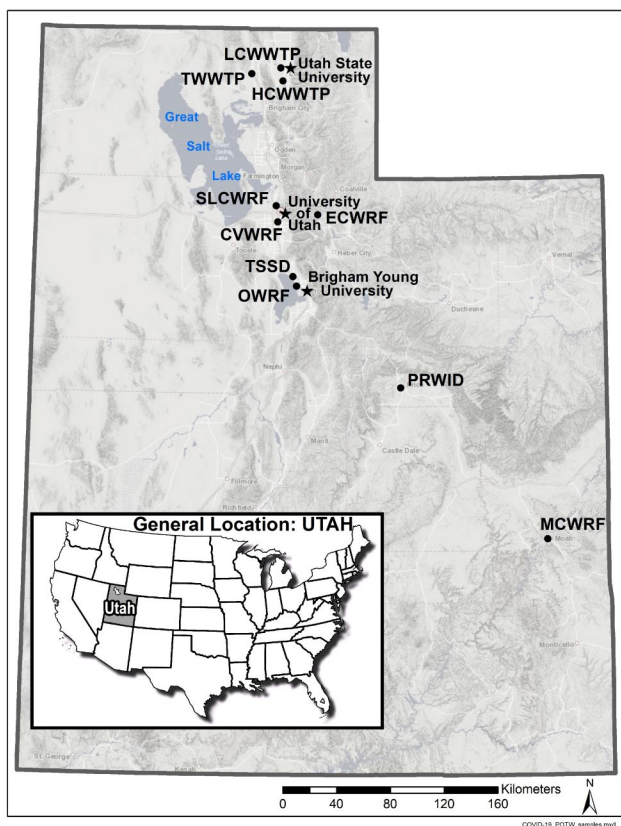 LCWWTP
Utah State
University
TWWTP
HCWWTP
Brigham City
Great
Salt
Lake
Ogden
Morgan
Farmington
Coalville
SLCWRF
University
of
Utah
ECWRF
CVWRF
Tooele
Heber City
Vernal
TSSD
Brigham Young
University
OWRF
Duchesne
Nephi
PRWID
Manti
Castle Dale
Fillmore
Richfield
MCWRF
Moab
Monticello
General Location: UTAH
Utah
St. George
Kanab
Kilometers
0 20 40 80 120 160
N
COVID-19_POTW_samples.mxd